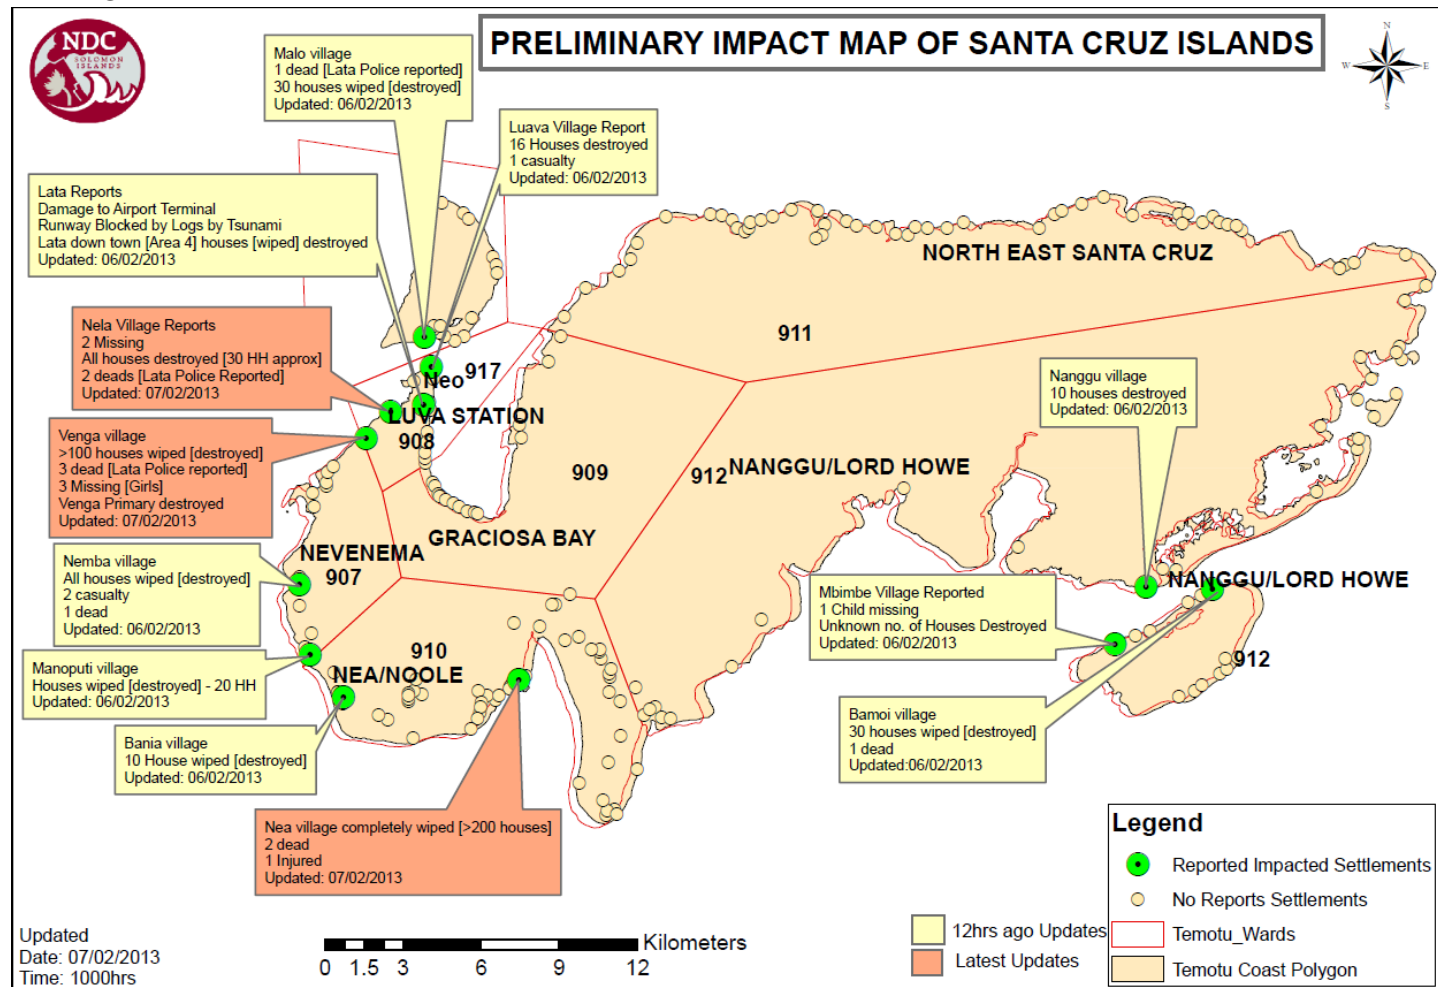 PRELIMINARY IMPACT MAP OF SANTA CRUZ ISLANDS
NDC
SOLOMON
ISLANDS
N
W
E
S
Malo village
1 dead [Lata Police reported]
30 houses wiped [destroyed]
Updated: 06/02/2013
Luava Village Report
16 Houses destroyed
1 casualty
Updated: 06/02/2013
Lata Reports
Damage to Airport Terminal
Runway Blocked by Logs by Tsunami
Lata down town [Area 4] houses [wiped] destroyed
Updated: 06/02/2013
Nela Village Reports
2 Missing
All houses destroyed [30 HH approx]
2 deads [Lata Police Reported]
Updated: 07/02/2013
Venga village
>100 houses wiped [destroyed]
3 dead [Lata Police reported]
3 Missing [Girls]
Venga Primary destroyed
Updated: 07/02/2013
Nemba village
All houses wiped [destroyed]
2 casualty
1 dead
Updated: 06/02/2013
Manoputi village
Houses wiped [destroyed] - 20 HH
Updated: 06/02/2013
Bania village
10 House wiped [destroyed]
Updated: 06/02/2013
Nea village completely wiped [>200 houses]
2 dead
1 Injured
Updated: 07/02/2013
Nanggu village
10 houses destroyed
Updated: 06/02/2013
Mbimbe Village Reported
1 Child missing
Unknown no. of Houses Destroyed
Updated: 06/02/2013
Bamoi village
30 houses wiped [destroyed]
1 dead
Updated:06/02/2013
NORTH EAST SANTA CRUZ
911
Neo
917
LUVA STATION
908
909
912
NANGGU/LORD HOWE
GRACIOSA BAY
NEVENEMA
907
910
NEA/NOOLE
NANGGU/LORD HOWE
912
Legend
Reported Impacted Settlements
No Reports Settlements
Temotu_Wards
Temotu Coast Polygon
12hrs ago Updates
Latest Updates
Updated
Date: 07/02/2013
Time: 1000hrs
Kilometers
0 1.5 3 6 9 12